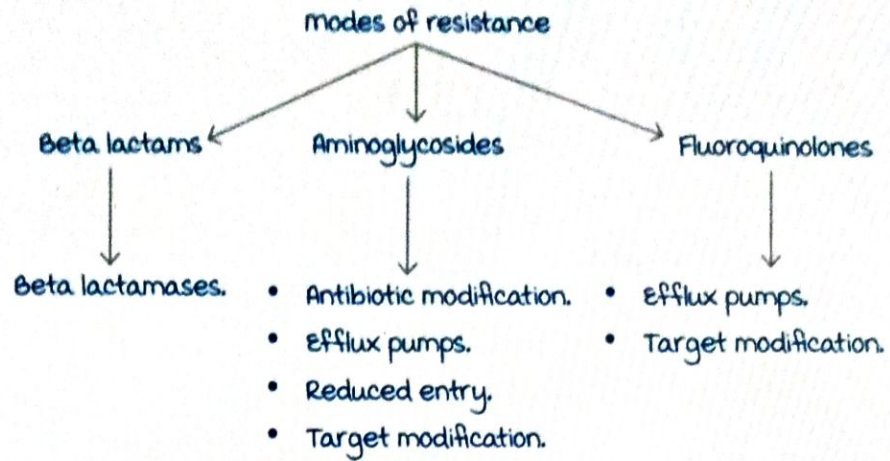 modes of resistance
Beta lactams
Aminoglycosides
Fluoroquinolones
Beta lactamases.
• Antibiotic modification.
• Efflux pumps.
• Reduced entry.
• Target modification.
• Efflux pumps.
• Target modification.